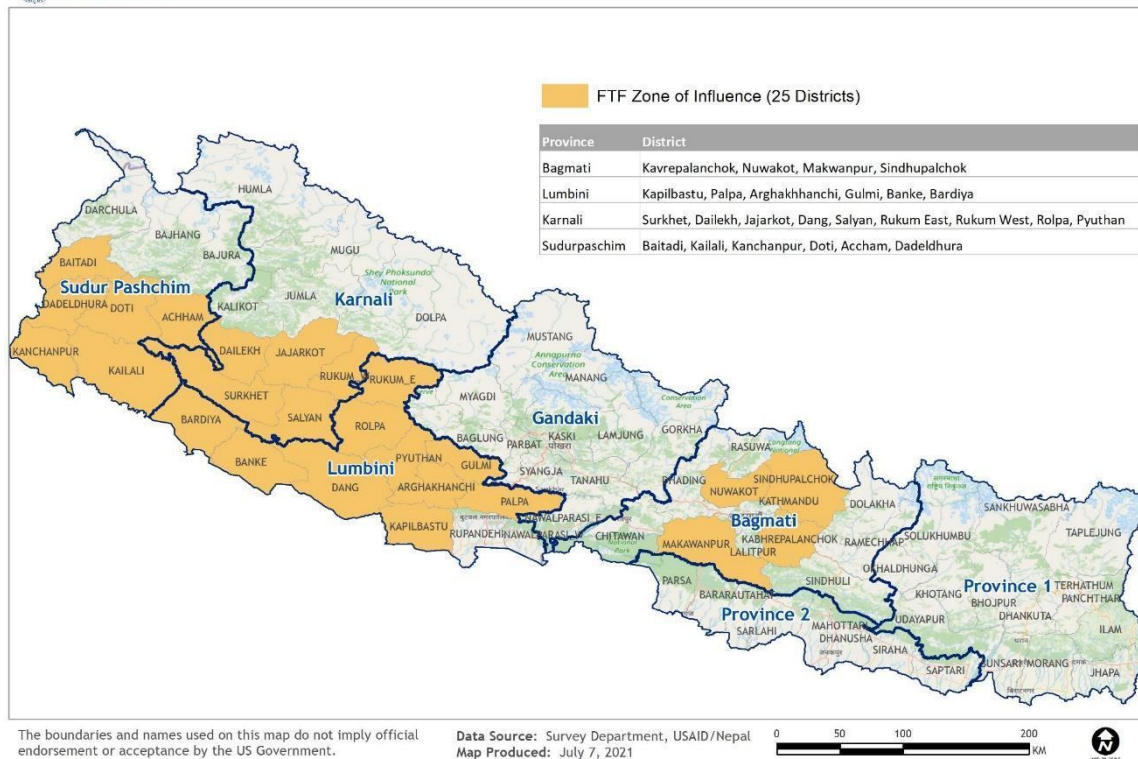 FTF Zone of Influence (25 Districts)
Province District
Bagmati Kavrepalanchok, Nuwakot, Makwanpur, Sindhupalchok
Lumbini Kapilbastu, Palpa, Arghakhhanchi, Gulmi, Banke, Bardiya
Karnali Surkhet, Dailekh, Jajarkot, Dang, Salyan, Rukum East, Rukum West, Rolpa, Pyuthan
Sudurpaschim Baitadi, Kailali, Kanchanpur, Doti, Accham, Dadeldhura
HUMLA
DARCHULA
BAJHANG
MUGU
BAJURA
BAITADI
Shey Phoksundo
National
Park
Sudur Pashchim
Karnali
JUMLA
DADELDHURA
DOTI
KALIKOT
DOLPA
ACHHAM
MUSTANG
KANCHANPUR
DAILEKH
JAJARKOT
Annapurna
Conservation
Area
KAILALI
RUKUM
RUKUM_E
MANANG
SURKHET
MYAGDI
Conservation
Area
SALYAN
BARDIYA
ROLPA
Gandaki
BAGLUNG
PARBAT
KASKI
पोखरा
LAMJUNG
GORKHA
RASUWA
BANKE
Lumbini
PYUTHAN
GULMI
SYANGJA
DHADING
SINDHUPALCHOK
DANG
ARGHAKHANCHI
TANAHU
NUWAKOT
KATHMANDU
PALPA
DOLAKHA
SANKHUWASABHA
KAPILBASTU
NAWALPARASI_E
Bagmati
SOLUKHUMBU
TAPLEJUNG
RUPANDEHI
NAWALPARASI_W
CHITAWAN
MAKAWANPUR
KABHREPALANCHOK
LALITPUR
RAMECHHAP
OKHALDHUNGA
Province 1
PARSA
SINDHULI
KHOTANG
BHOJPUR
TERHATHUM
PANCHTHAR
BARA
RAUTAHAT
Province 2
UDAYAPUR
DHANKUTA
SARLAHI
MAHOTTARI
DHANUSHA
SIRAHA
ILAM
SAPTARI
SUNSARI
MORANG
JHAPA
The boundaries and names used on this map do not imply official
endorsement or acceptance by the US Government.
Data Source: Survey Department, USAID/Nepal
Map Produced: July 7, 2021
0 50 100 200
KM